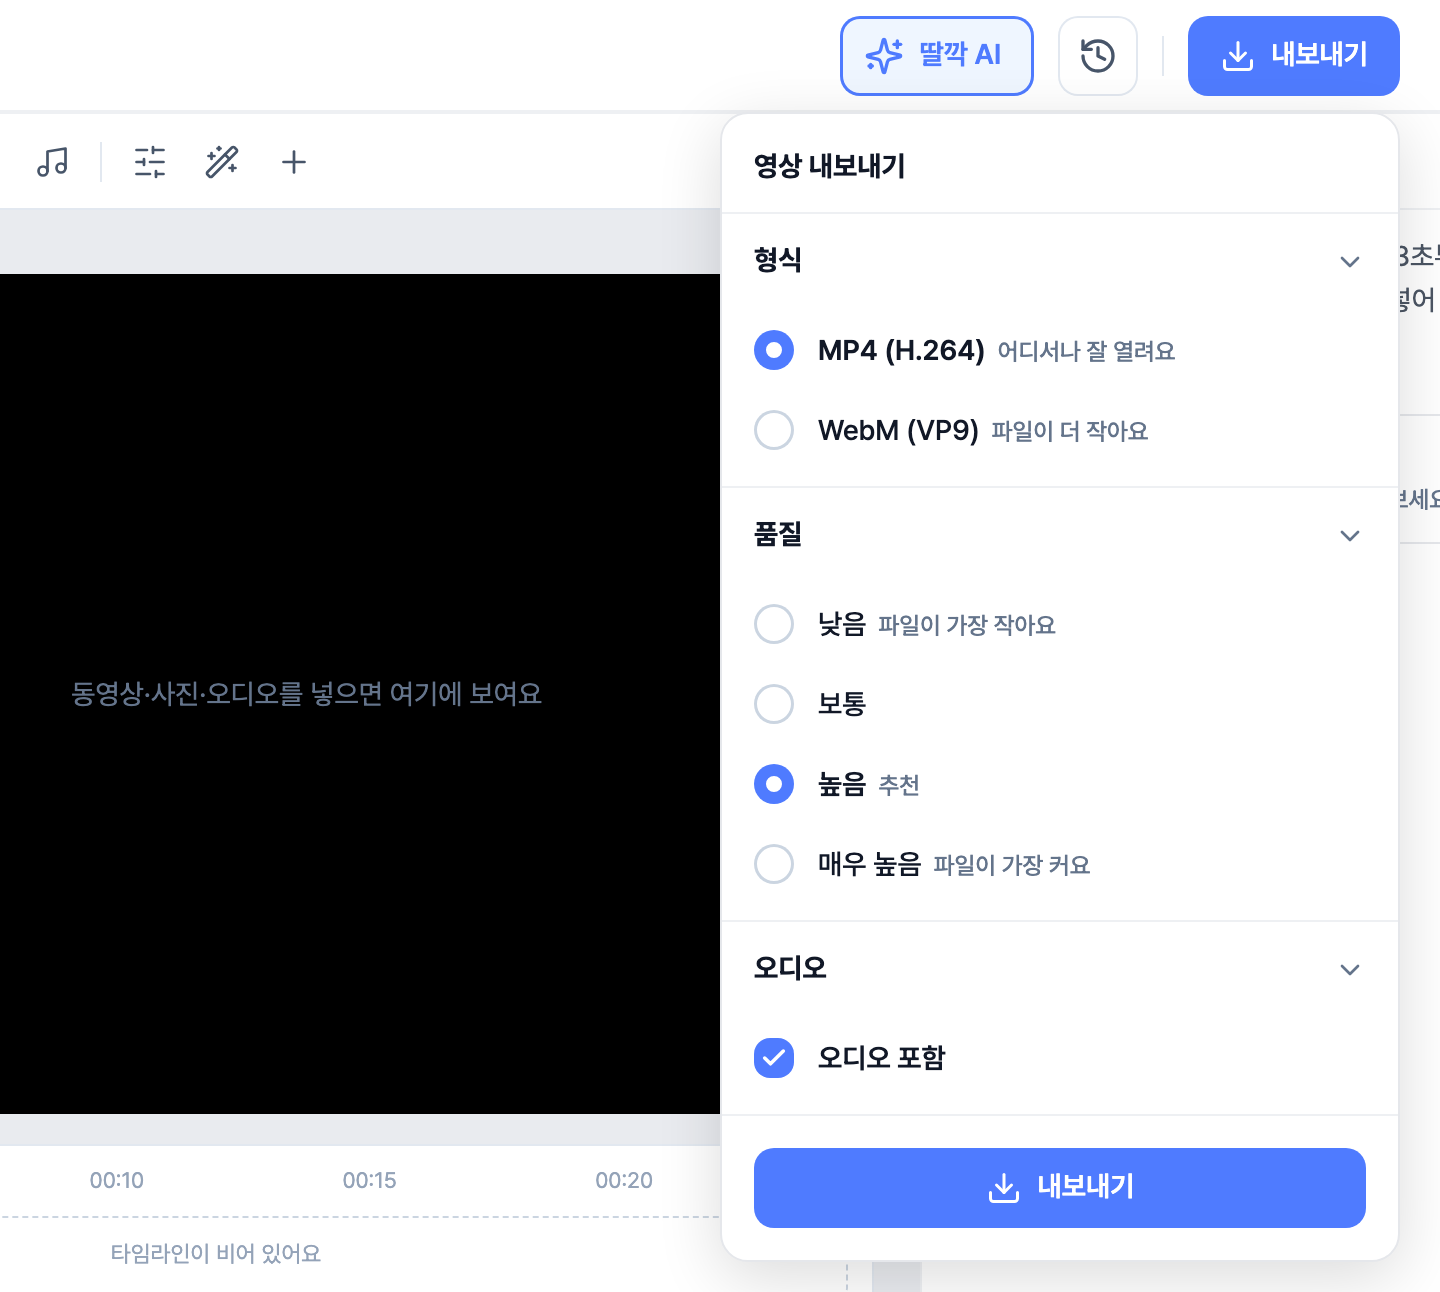 딸깍 AI
내보내기
영상 내보내기
형식
MP4 (H.264) 어디서나 잘 열려요
WebM (VP9) 파일이 더 작아요
품질
낮음 파일이 가장 작아요
보통
높음 추천
매우 높음 파일이 가장 커요
오디오
오디오 포함
내보내기
동영상·사진·오디오를 넣으면 여기에 보여요
00:10 00:15 00:20
타임라인이 비어 있어요